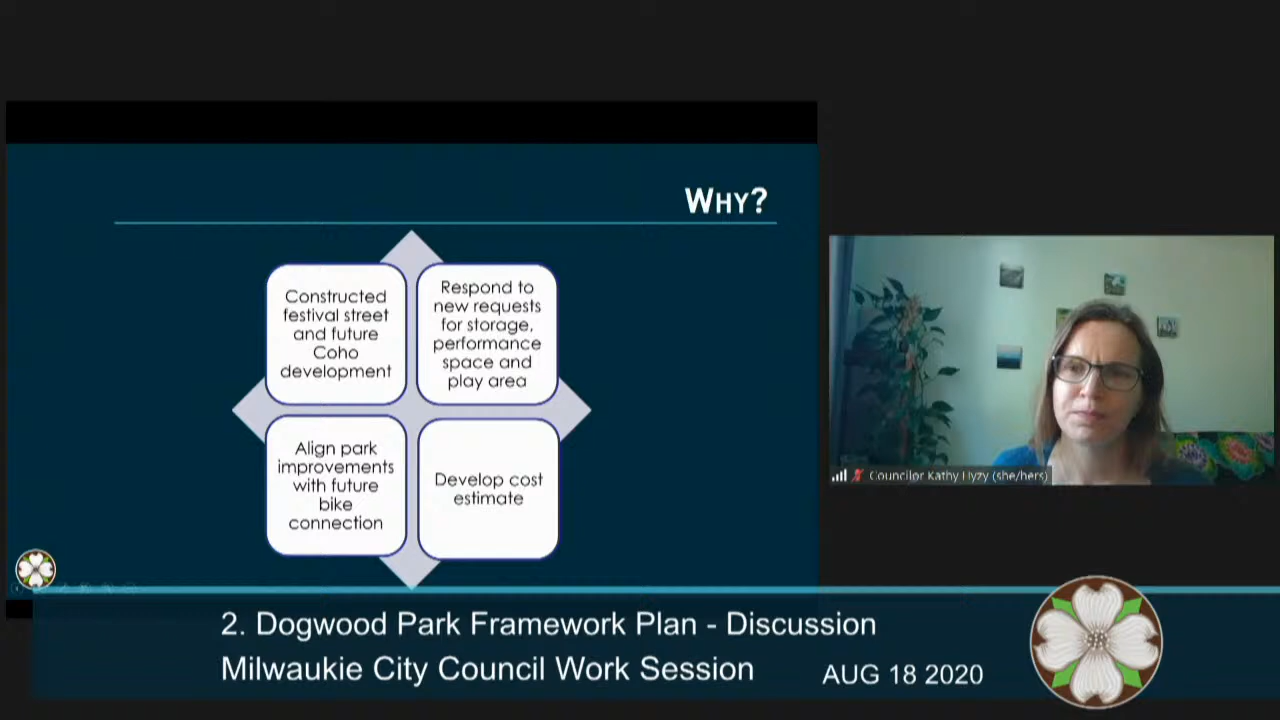 WHY?
Constructed
festival street
and future
Coho
development
Respond to
new requests
for storage,
performance
space and
play area
Align park
improvements
with future
bike
connection
Develop cost
estimate
Councilor Kathy Hyzy (she/hers)
2. Dogwood Park Framework Plan - Discussion
Milwaukie City Council Work Session
AUG 18 2020